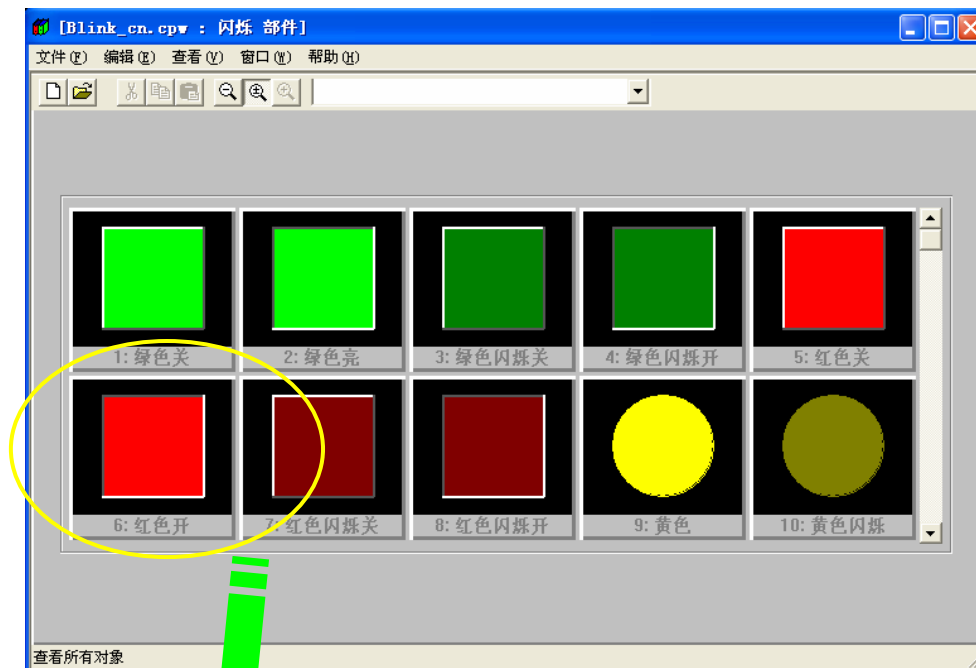 [Blink_cn.cpw : 闪烁 部件]
文件(F) 编辑(E) 查看(V) 窗口(W) 帮助(H)
1: 绿色关 2: 绿色亮 3: 绿色闪烁关 4: 绿色闪烁开 5: 红色关
6: 红色开 7: 红色闪烁关 8: 红色闪烁开 9: 黄色 10: 黄色闪烁
查看所有对象